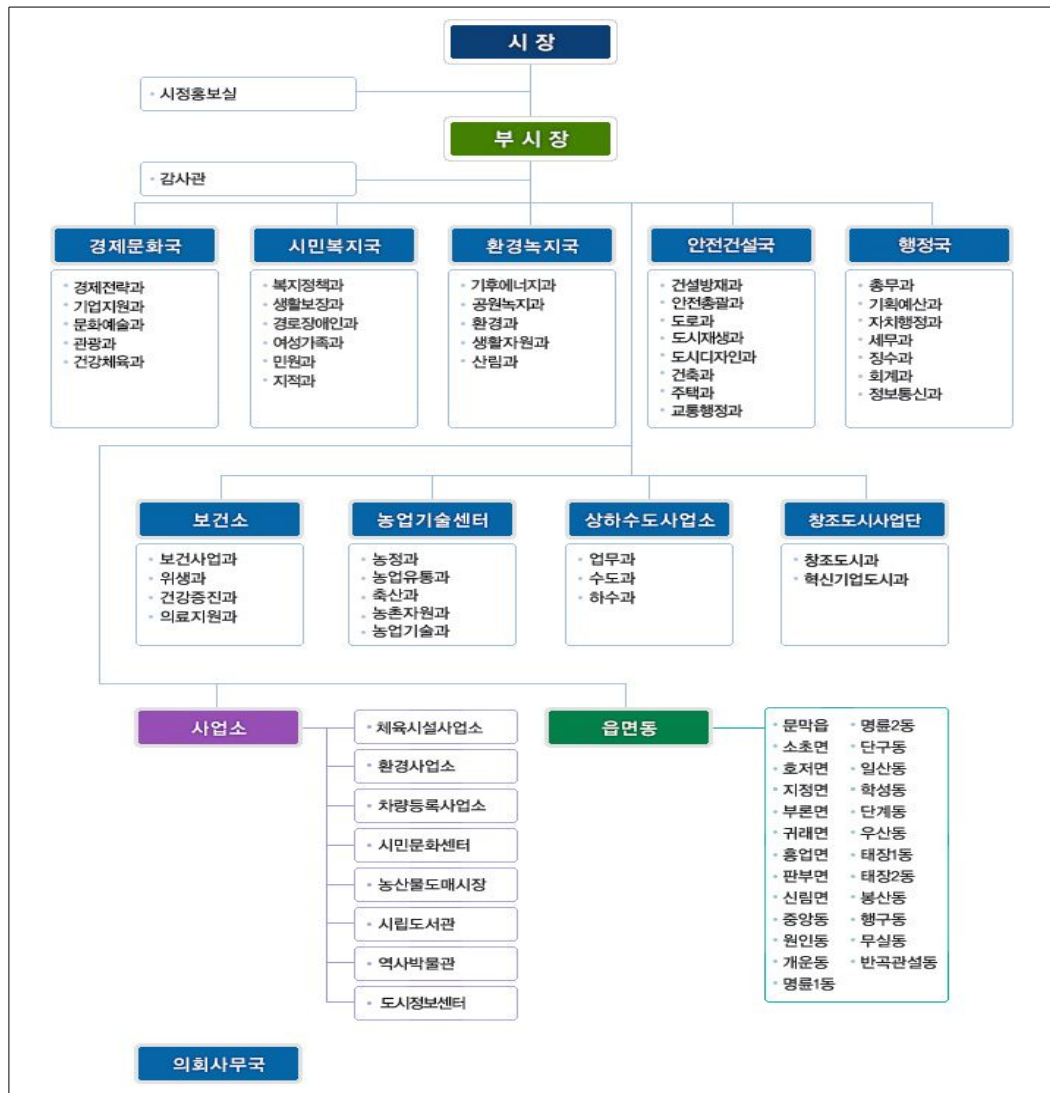 시 장
시정홍보실
부 시 장
감사관
경제문화국
경제전략과
기업지원과
문화예술과
관광과
건강체육과
시민복지국
복지정책과
생활보장과
경로장애인과
여성가족과
민원과
지적과
환경녹지국
기후에너지과
공원녹지과
환경과
생활자원과
산림과
안전건설국
건설방재과
안전총괄과
도로과
도시재생과
도시디자인과
건축과
주택과
교통행정과
행정국
총무과
기획예산과
자치행정과
세무과
징수과
회계과
정보통신과
보건소
보건사업과
위생과
건강증진과
의료지원과
농업기술센터
농정과
농업유통과
축산과
농촌자원과
농업기술과
상하수도사업소
업무과
수도과
하수과
창조도시사업단
창조도시과
혁신기업도시과
사업소
체육시설사업소
환경사업소
차량등록사업소
시민문화센터
농산물도매시장
시립도서관
역사박물관
도시정보센터
읍면동
문막읍
소초면
호저면
지정면
부론면
귀래면
흥업면
판부면
신림면
중앙동
원인동
개운동
명륜1동
명륜2동
단구동
일산동
학성동
단계동
우산동
태장1동
태장2동
봉산동
행구동
무실동
반곡관설동
의회사무국